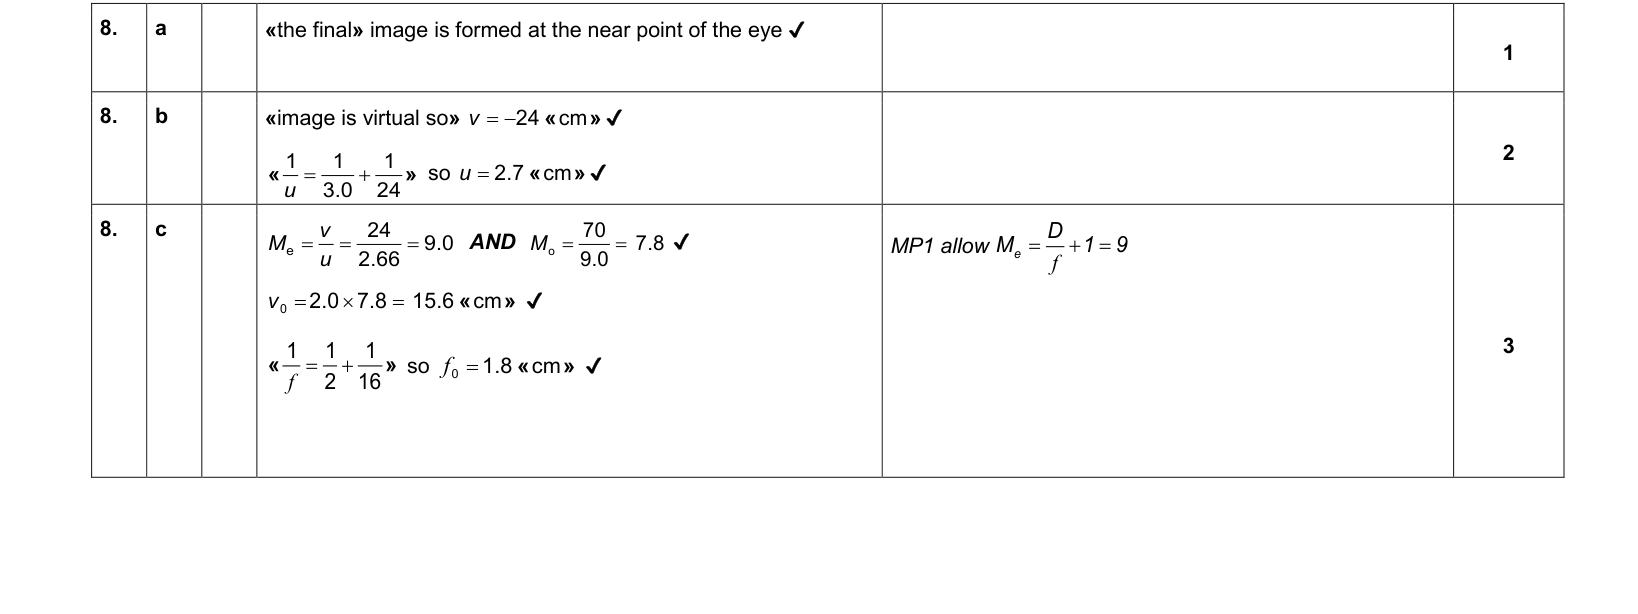 8. a «the final» image is formed at the near point of the eye ✓ 1
8. b «image is virtual so» v = −24 «cm» ✓ 2
«1/u = 1/3.0 + 1/24» so u = 2.7 «cm» ✓
8. c Mₑ = v/u = 24/2.66 = 9.0 AND Mₒ = 70/9.0 = 7.8 ✓ MP1 allow Mₑ = D/f + 1 = 9 3
v₀ = 2.0 × 7.8 = 15.6 «cm» ✓
«1/f = 1/2 + 1/16» so f₀ = 1.8 «cm» ✓